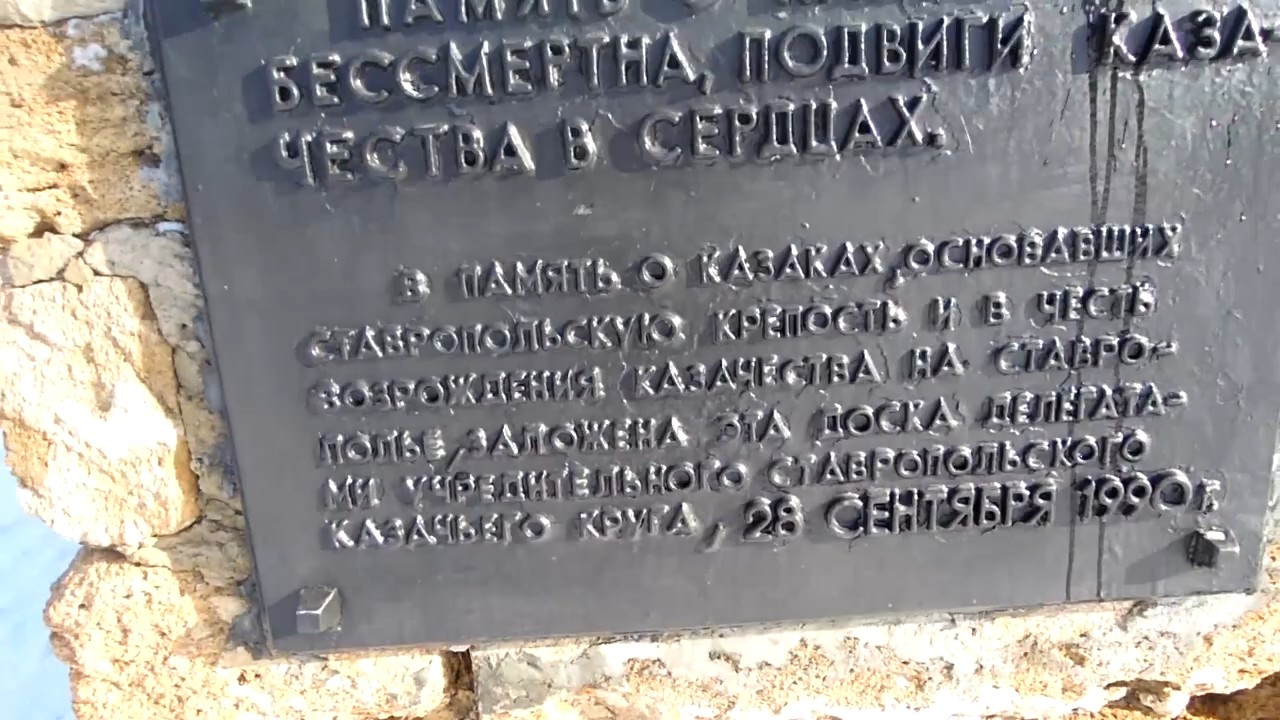 ПАМЯТЬ О
БЕССМЕРТНА, ПОДВИГИ КАЗА-
ЧЕСТВА В СЕРДЦАХ.
В ПАМЯТЬ О КАЗАКАХ, ОСНОВАВШИХ
СТАВРОПОЛЬСКУЮ КРЕПОСТЬ И В ЧЕСТЬ
ВОЗРОЖДЕНИЯ КАЗАЧЕСТВА НА СТАВРО-
ПОЛЬЕ, ЗАЛОЖЕНА ЭТА ДОСКА ДЕЛЕГАТА-
МИ УЧРЕДИТЕЛЬНОГО СТАВРОПОЛЬСКОГО
КАЗАЧЬЕГО КРУГА, 28 СЕНТЯБРЯ 1990 г.